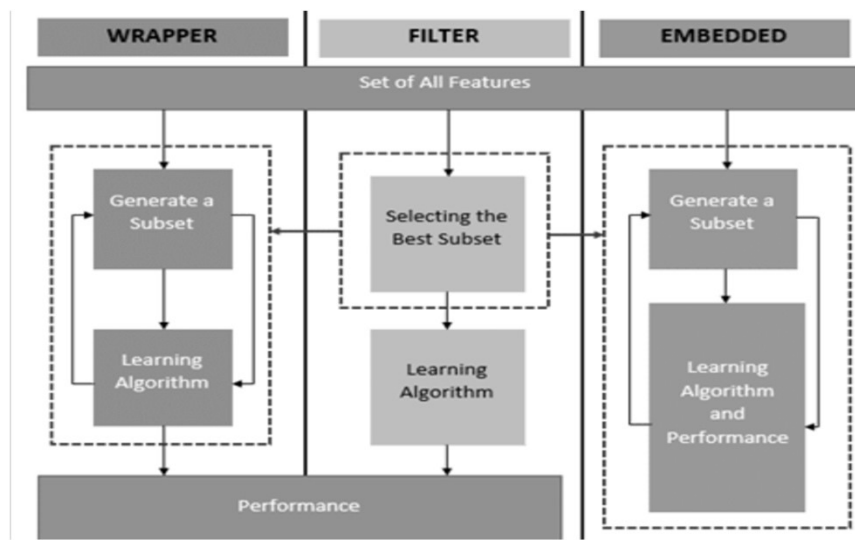 WRAPPER
FILTER
EMBEDDED
Set of All Features
Generate a
Subset
Learning
Algorithm
Selecting the
Best Subset
Learning
Algorithm
Generate a
Subset
Learning
Algorithm
and
Performance
Performance